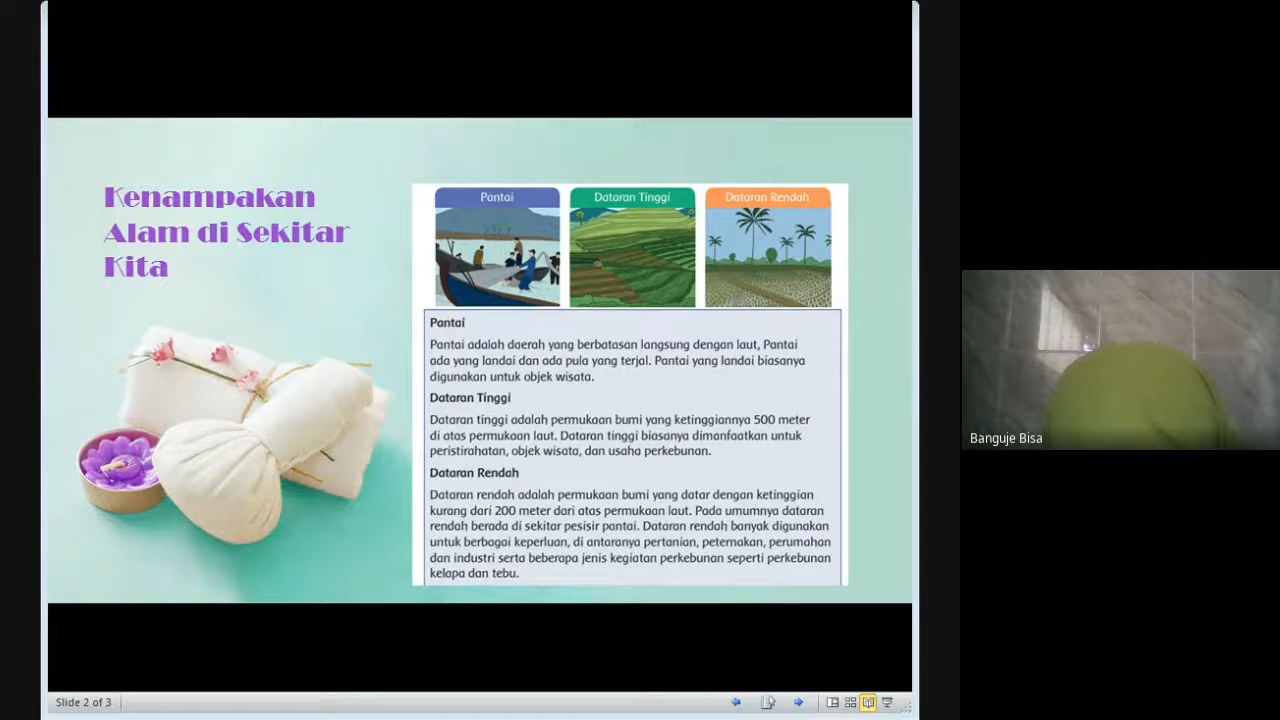 Kenampakan
Alam di Sekitar
Kita
Pantai
Dataran Tinggi
Dataran Rendah
Pantai
Pantai adalah daerah yang berbatasan langsung dengan laut, Pantai
ada yang landai dan ada pula yang terjal. Pantai yang landai biasanya
digunakan untuk objek wisata.
Dataran Tinggi
Dataran tinggi adalah permukaan bumi yang ketinggiannya 500 meter
di atas permukaan laut. Dataran tinggi biasanya dimanfaatkan untuk
peristirahatan, objek wisata, dan usaha perkebunan.
Dataran Rendah
Dataran rendah adalah permukaan bumi yang datar dengan ketinggian
kurang dari 200 meter dari atas permukaan laut. Pada umumnya dataran
rendah berada di sekitar pesisir pantai. Dataran rendah banyak digunakan
untuk berbagai keperluan, di antaranya pertanian, peternakan, perumahan
dan industri serta beberapa jenis kegiatan perkebunan seperti perkebunan
kelapa dan tebu.
Banguje Bisa
Slide 2 of 3